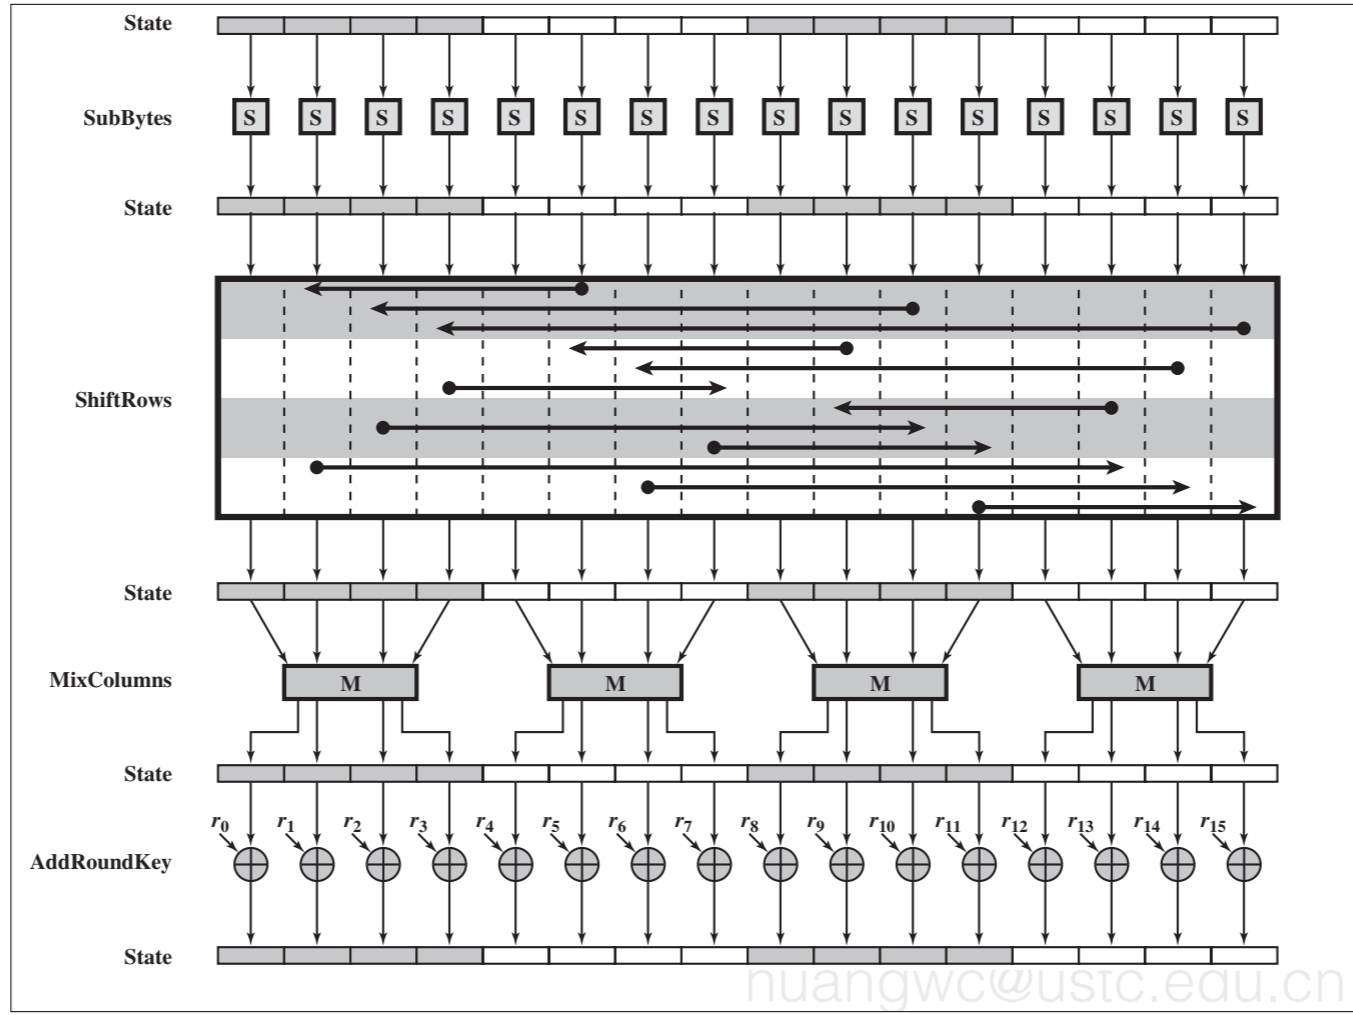 State
SubBytes S S S S S S S S S S S S S S S S
State
ShiftRows
State
MixColumns M M M M
State
r0 r1 r2 r3 r4 r5 r6 r7 r8 r9 r10 r11 r12 r13 r14 r15
AddRoundKey
State
huangwc@ustc.edu.cn